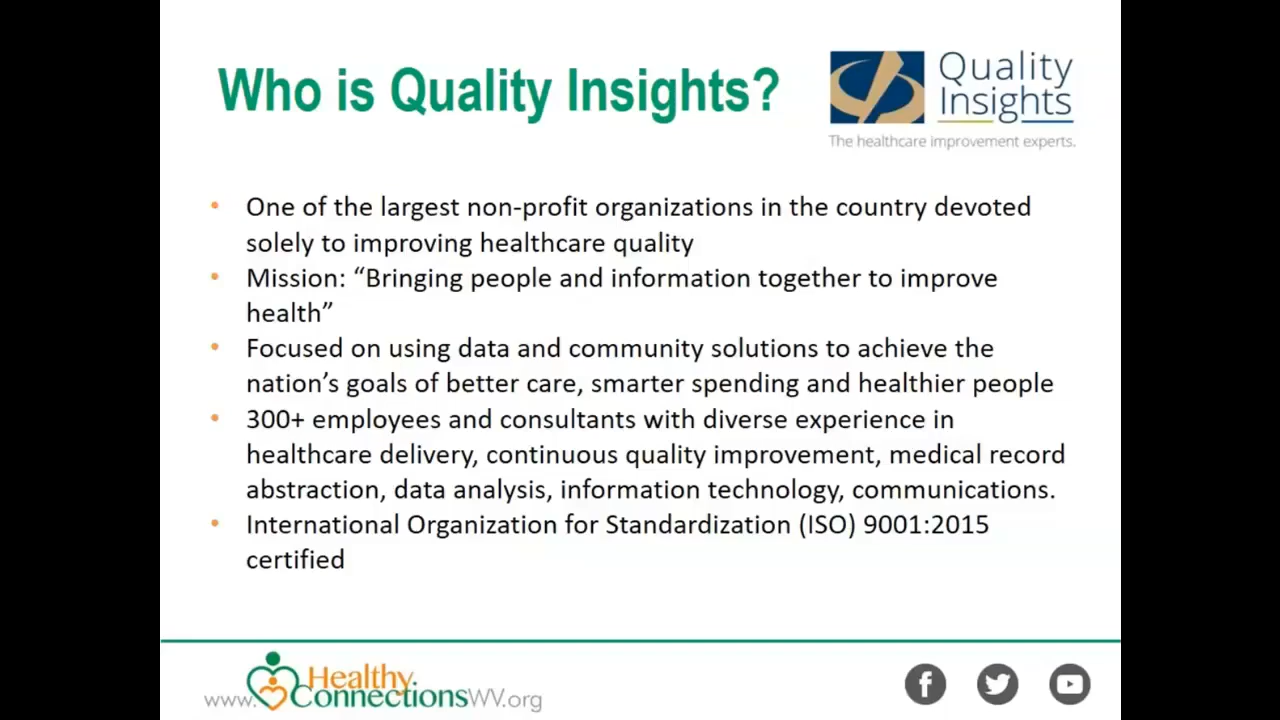 Who is Quality Insights?
Quality
Insights
The healthcare improvement experts.
• One of the largest non-profit organizations in the country devoted
solely to improving healthcare quality
• Mission: “Bringing people and information together to improve
health”
• Focused on using data and community solutions to achieve the
nation’s goals of better care, smarter spending and healthier people
• 300+ employees and consultants with diverse experience in
healthcare delivery, continuous quality improvement, medical record
abstraction, data analysis, information technology, communications.
• International Organization for Standardization (ISO) 9001:2015
certified
www.Healthy
ConnectionsWV.org